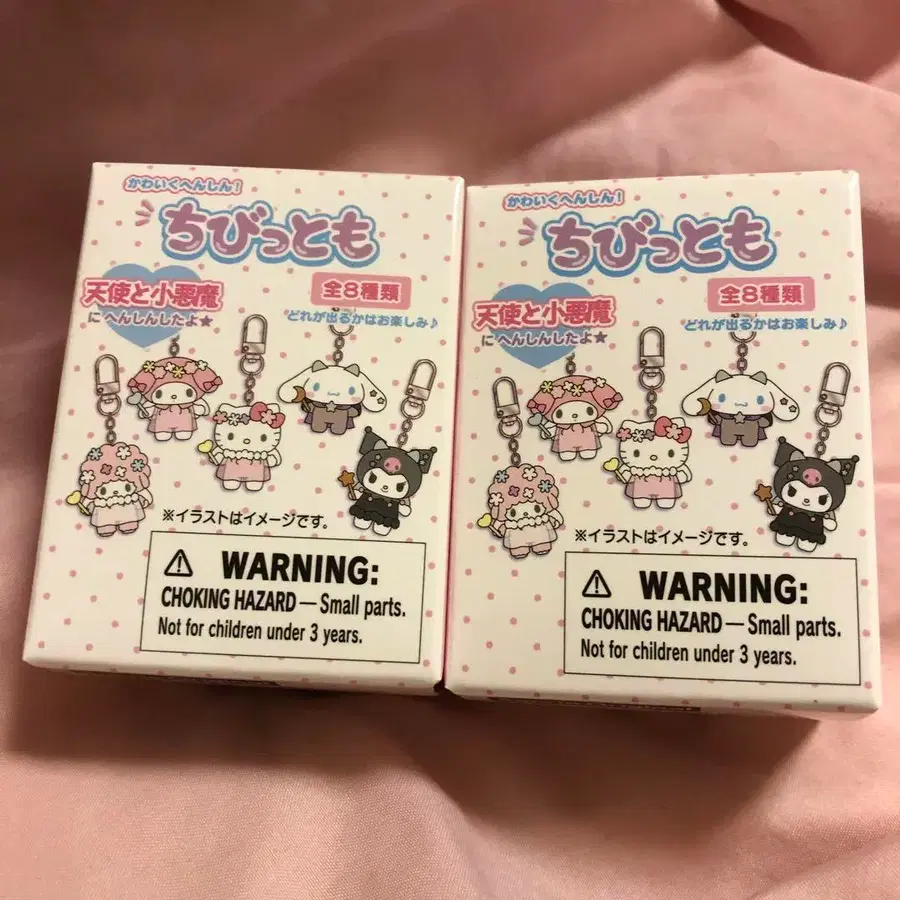 かわいくへんしん!
ちびっとも
天使と小悪魔
にへんしんしたよ★
全8種類
どれが出るかはお楽しみ♪
※イラストはイメージです。
WARNING:
CHOKING HAZARD — Small parts.
Not for children under 3 years.
かわいくへんしん!
ちびっとも
天使と小悪魔
にへんしんしたよ★
全8種類
どれが出るかはお楽しみ♪
※イラストはイメージです。
WARNING:
CHOKING HAZARD — Small parts.
Not for children under 3 years.